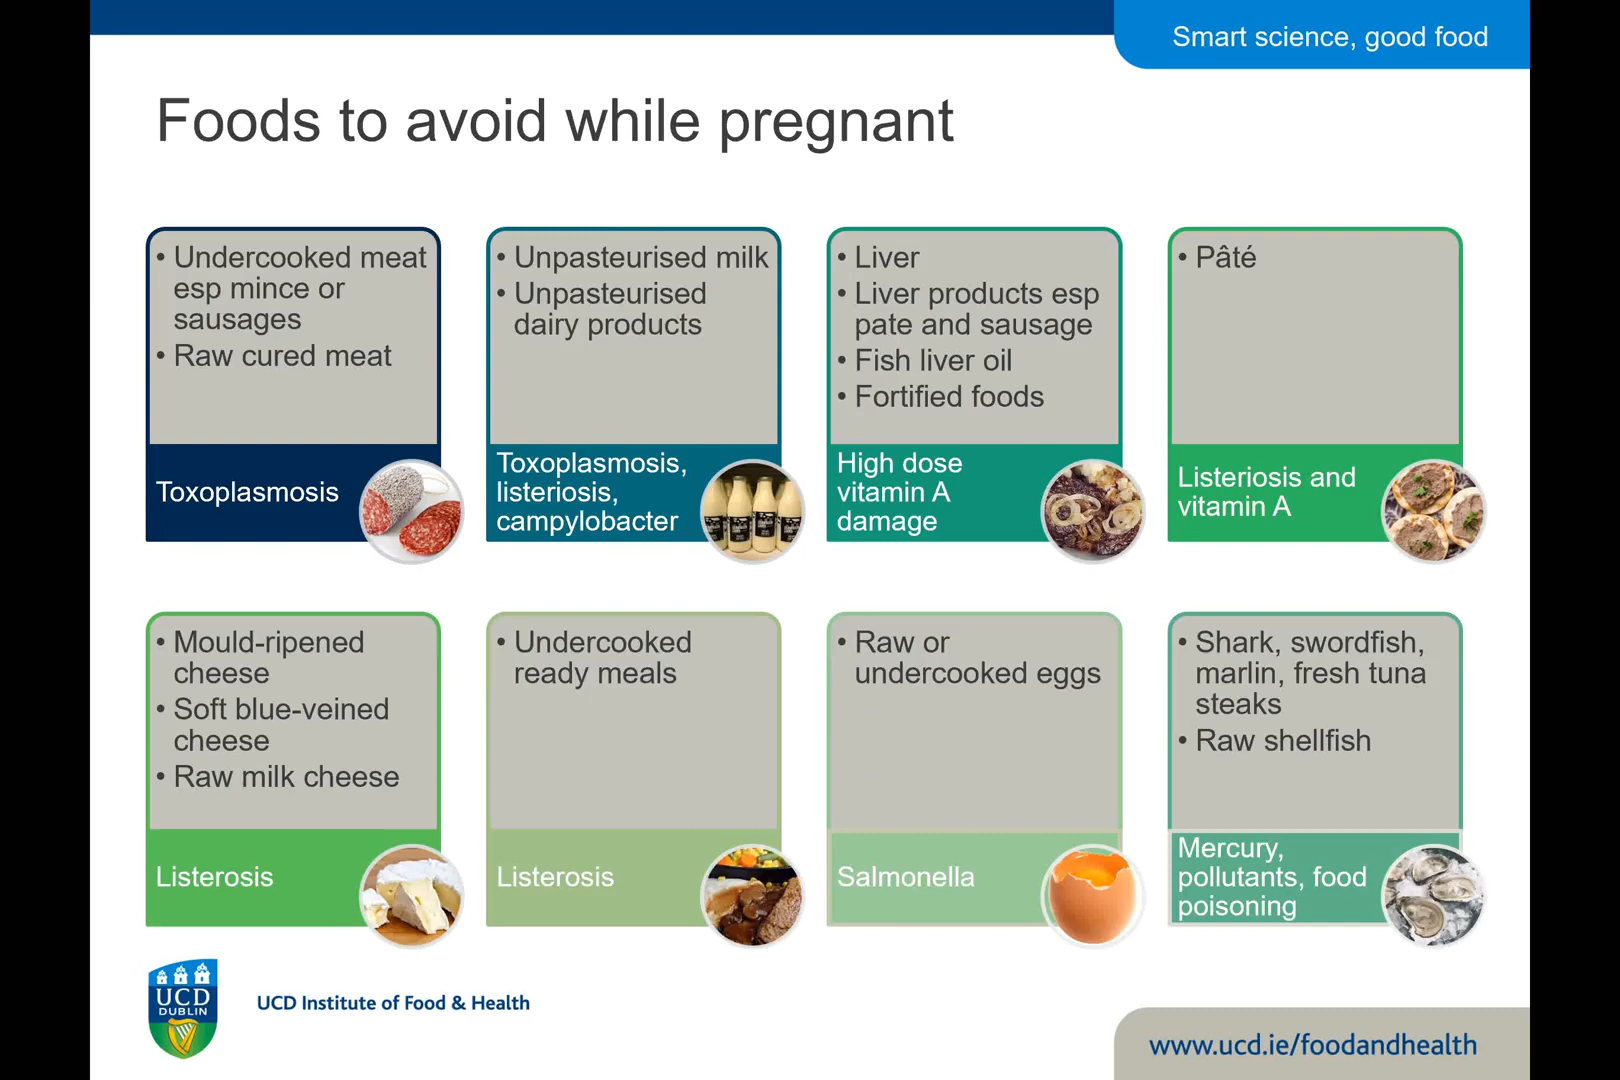 Smart science, good food
Foods to avoid while pregnant
• Undercooked meat
esp mince or
sausages
• Raw cured meat
Toxoplasmosis
• Unpasteurised milk
• Unpasteurised
dairy products
Toxoplasmosis,
listeriosis,
campylobacter
• Liver
• Liver products esp
pate and sausage
• Fish liver oil
• Fortified foods
High dose
vitamin A
damage
• Pâté
Listeriosis and
vitamin A
• Mould-ripened
cheese
• Soft blue-veined
cheese
• Raw milk cheese
Listerosis
• Undercooked
ready meals
Listerosis
• Raw or
undercooked eggs
Salmonella
• Shark, swordfish,
marlin, fresh tuna
steaks
• Raw shellfish
Mercury,
pollutants, food
poisoning
UCD
DUBLIN
UCD Institute of Food & Health
www.ucd.ie/foodandhealth